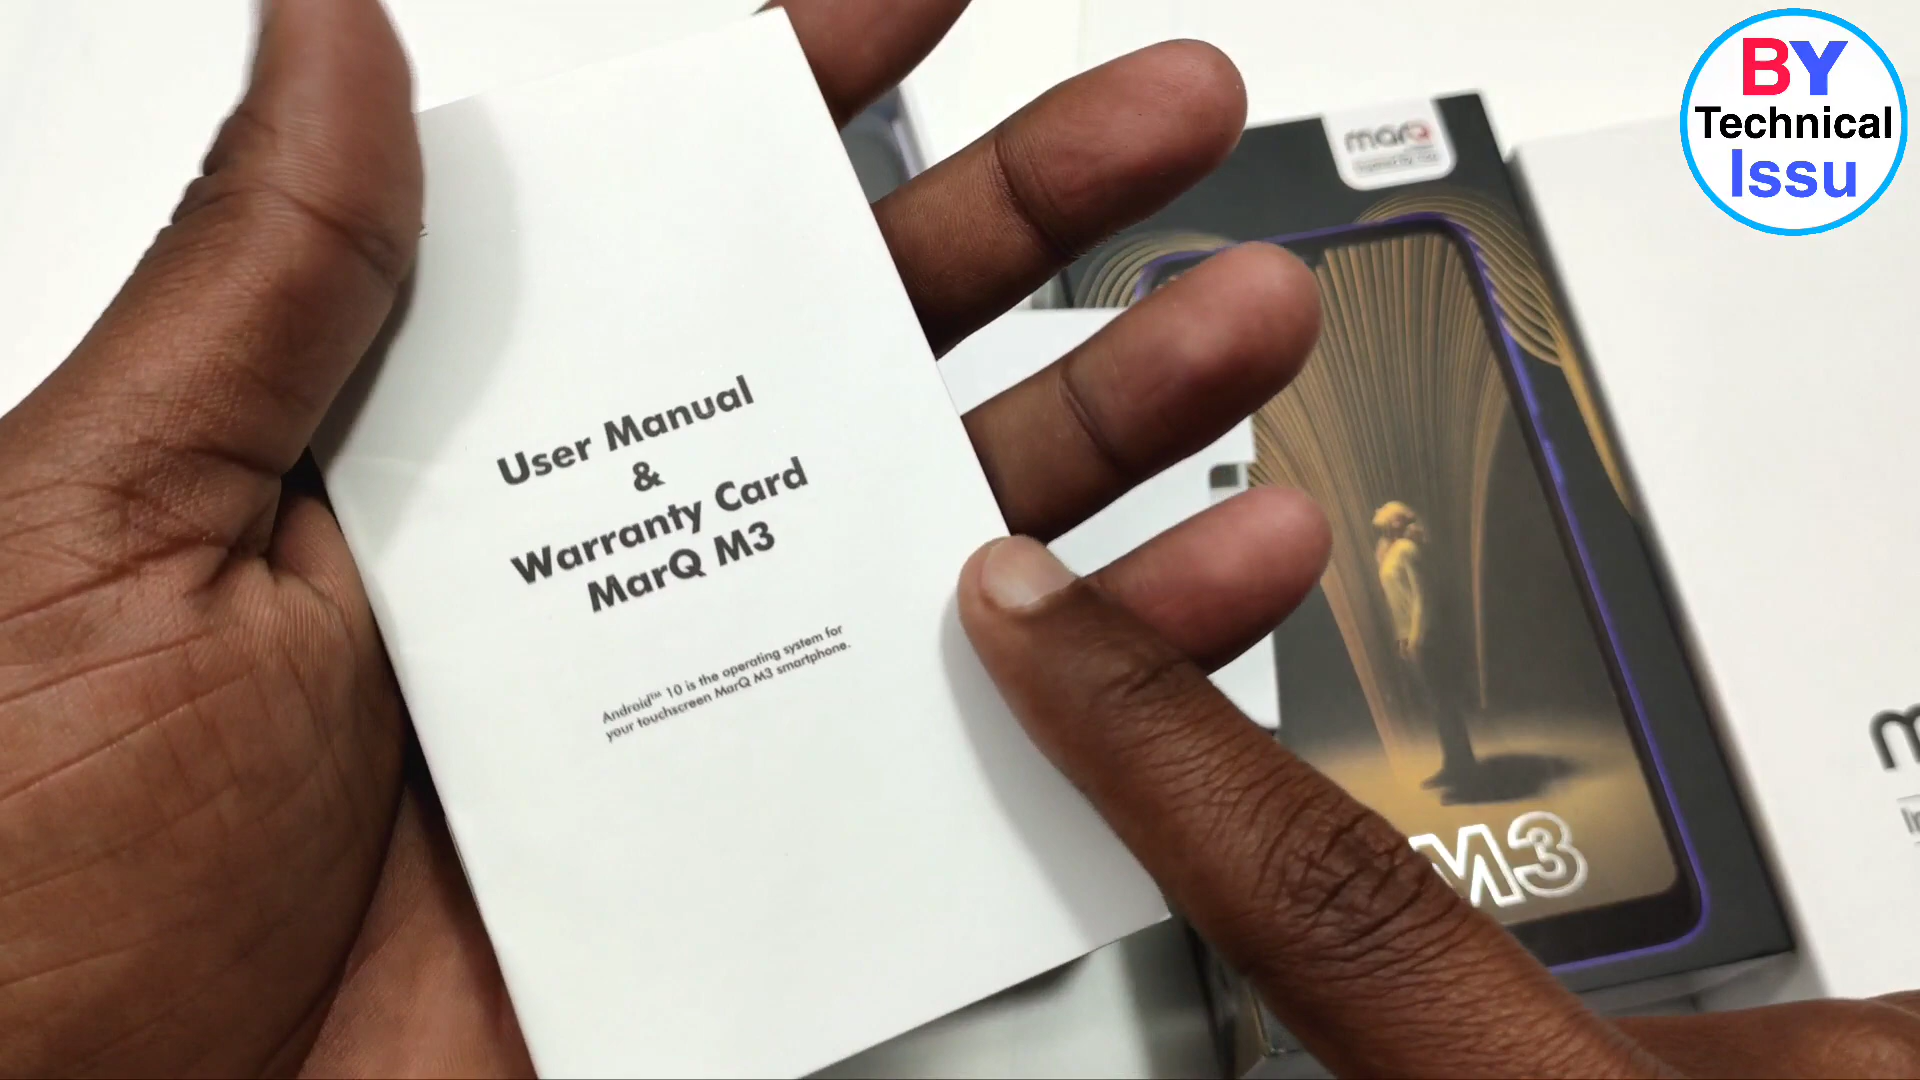 User Manual
&
Warranty Card
MarQ M3
Android™ 10 is the operating system for
your touchscreen MarQ M3 smartphone.
marQ
M3
BY
Technical
Issu